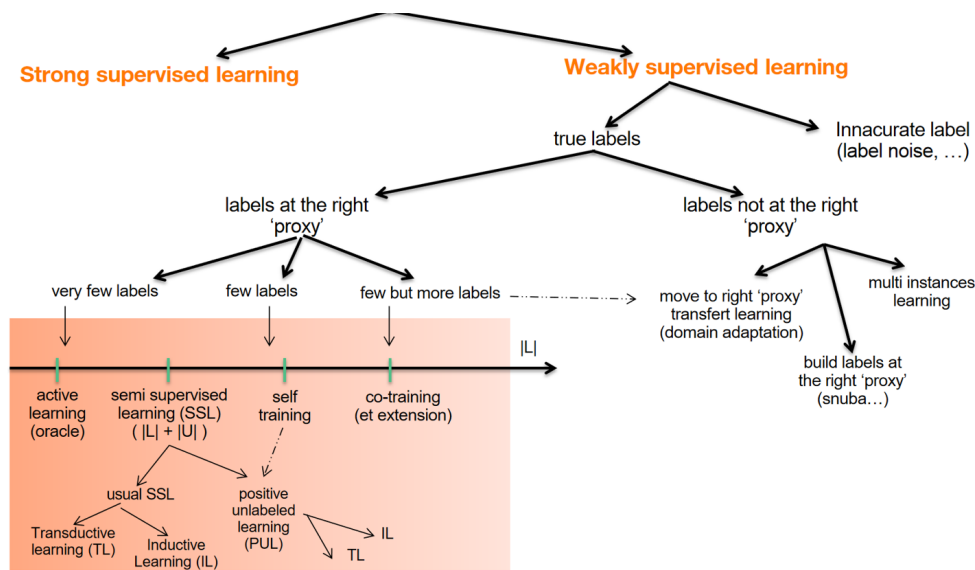 Strong supervised learning
Weakly supervised learning
true labels
Innacurate label
(label noise, ...)
labels at the right
'proxy'
labels not at the right
'proxy'
very few labels
few labels
few but more labels
move to right 'proxy'
transfert learning
(domain adaptation)
multi instances
learning
build labels at
the right 'proxy'
(snuba...)
|L|
active
learning
(oracle)
semi supervised
learning (SSL)
( |L| + |U| )
self
training
co-training
(et extension)
usual SSL
positive
unlabeled
learning
(PUL)
Transductive
learning (TL)
Inductive
Learning (IL)
IL
TL